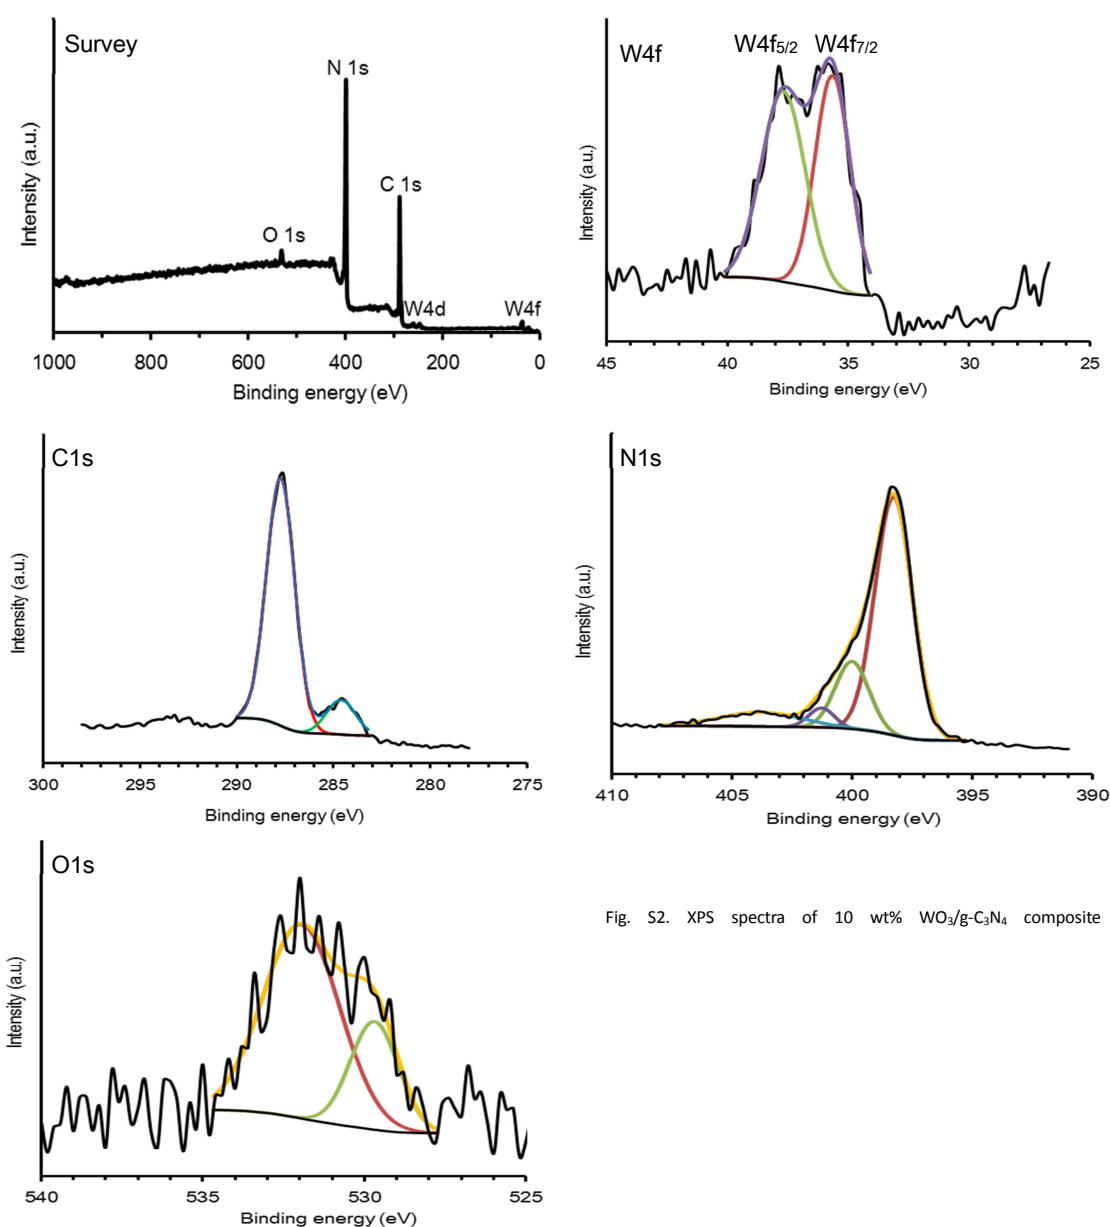 Survey
N 1s
C 1s
O 1s
W4d
W4f
Intensity (a.u.)
1000 800 600 400 200 0
Binding energy (eV)
W4f
W4f5/2 W4f7/2
Intensity (a.u.)
45 40 35 30 25
Binding energy (eV)
C1s
Intensity (a.u.)
300 295 290 285 280 275
Binding energy (eV)
N1s
Intensity (a.u.)
410 405 400 395 390
Binding energy (eV)
O1s
Intensity (a.u.)
540 535 530 525
Binding energy (eV)
Fig. S2. XPS spectra of 10 wt% WO₃/g-C₃N₄ composite